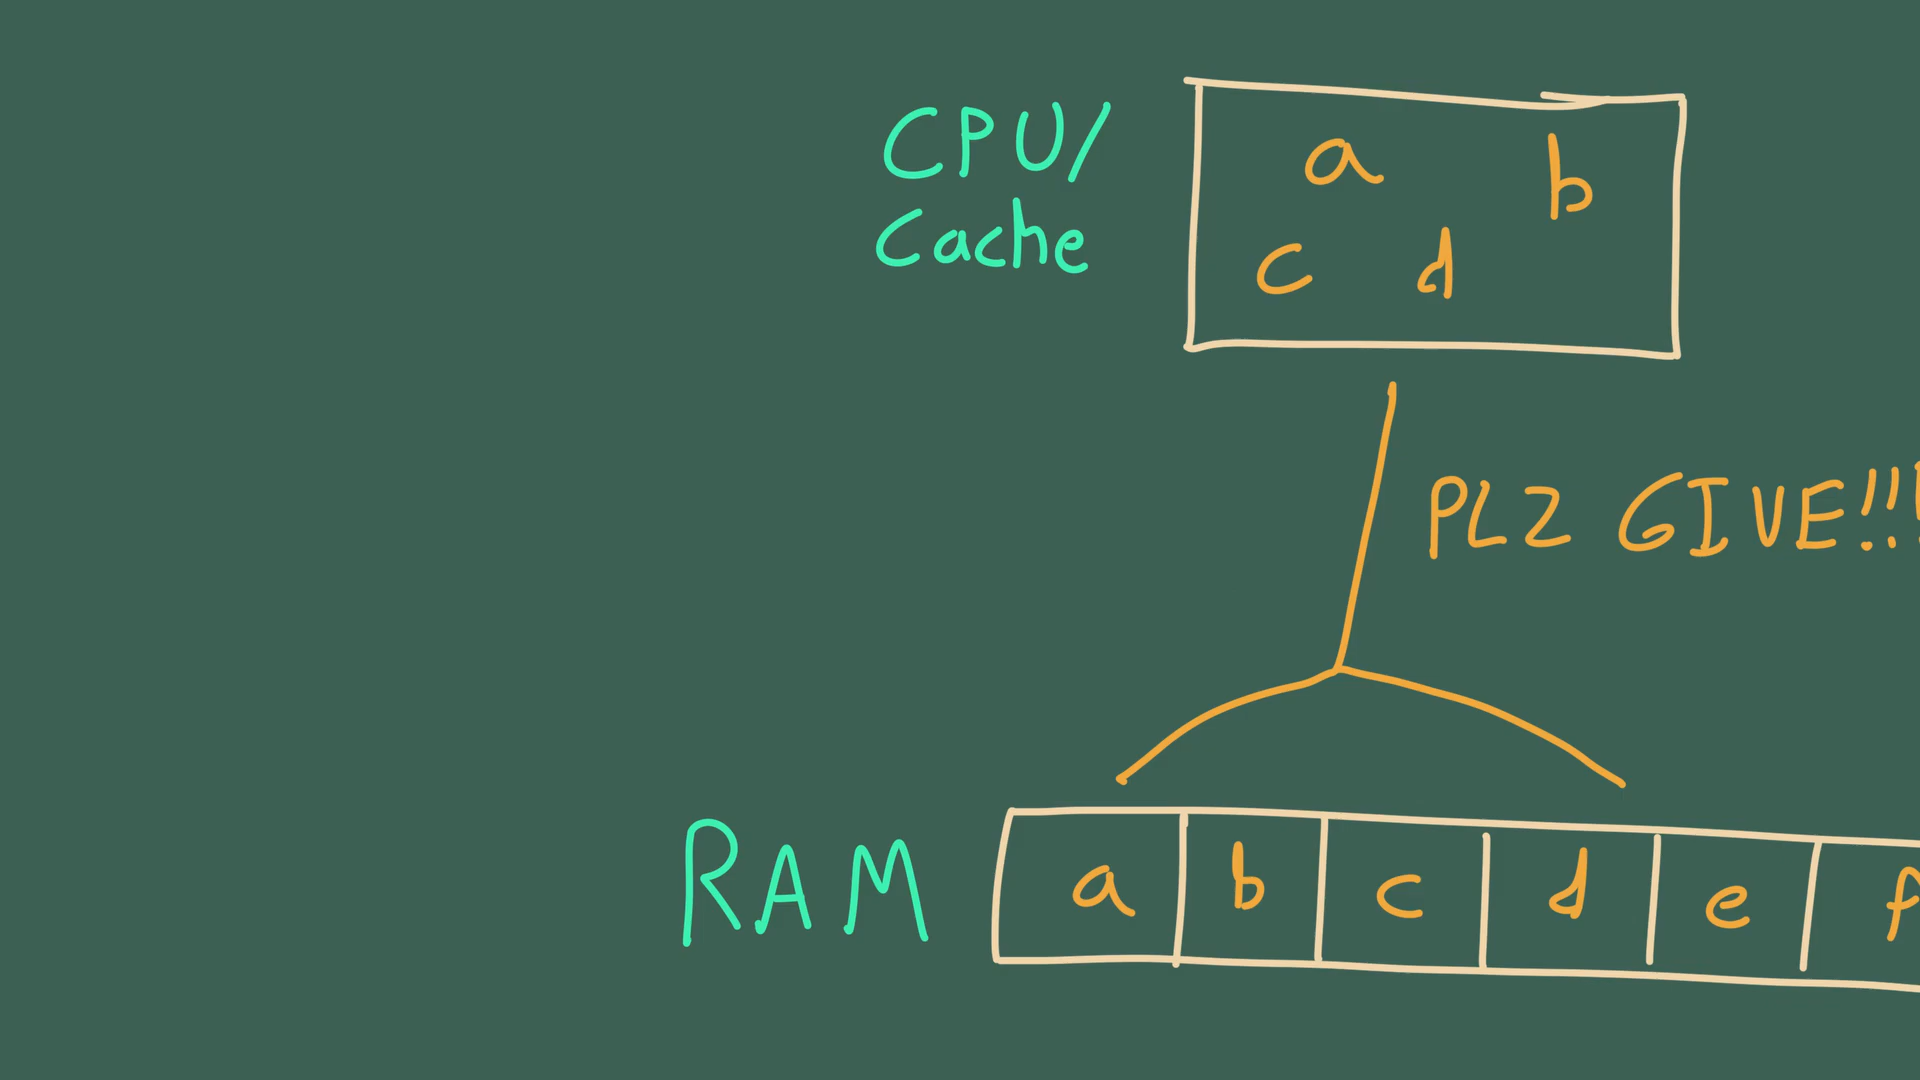 CPU/
Cache
a b
c d
PLZ GIVE!!!
RAM
a b c d e f